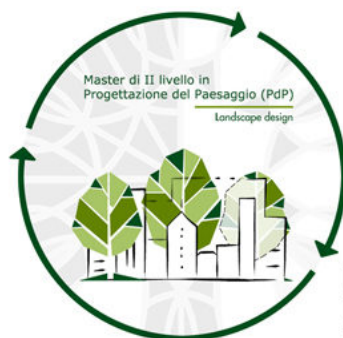 Master di II livello in
Progettazione del Paesaggio (PdP)
Landscape design